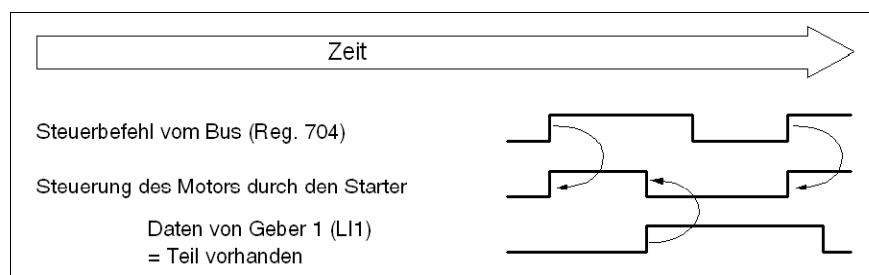 Zeit
Steuerbefehl vom Bus (Reg. 704)
Steuerung des Motors durch den Starter
Daten von Geber 1 (LI1)
= Teil vorhanden